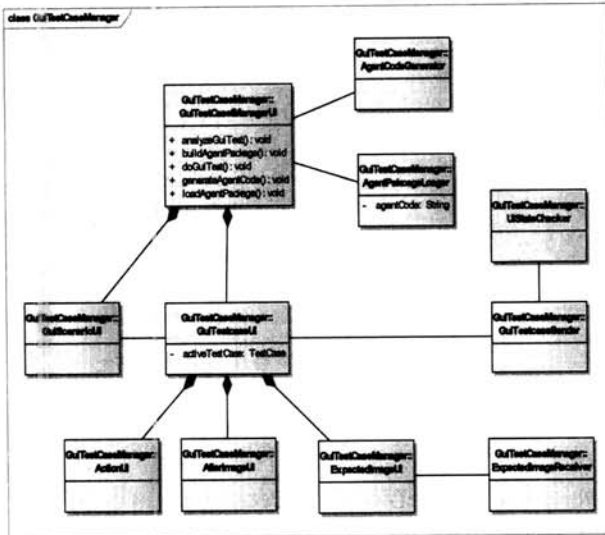 class GuiTestCaseManager
GuiTestCaseManager::
AgentCodeGenerator
GuiTestCaseManager::
GuiTestCaseManagerUI
+ analyzeGuiTest() : void
+ buildAgentPackage() : void
+ doGuiTest() : void
+ generateAgentCode() : void
+ loadAgentPackage() : void
GuiTestCaseManager::
- agentCode: String
GuiTestCaseManager::
UIStateChecker
GuiTestCaseManager::
GuiScenarioUI
GuiTestCaseManager::
GuiTestcaseUI
- activeTestCase: TestCase
GuiTestCaseManager::
GuiTestcaseSender
GuiTestCaseManager::
ActionUI
GuiTestCaseManager::
AfterImageUI
GuiTestCaseManager::
ExpectedImageUI
GuiTestCaseManager::
ExpectedImageReceiver